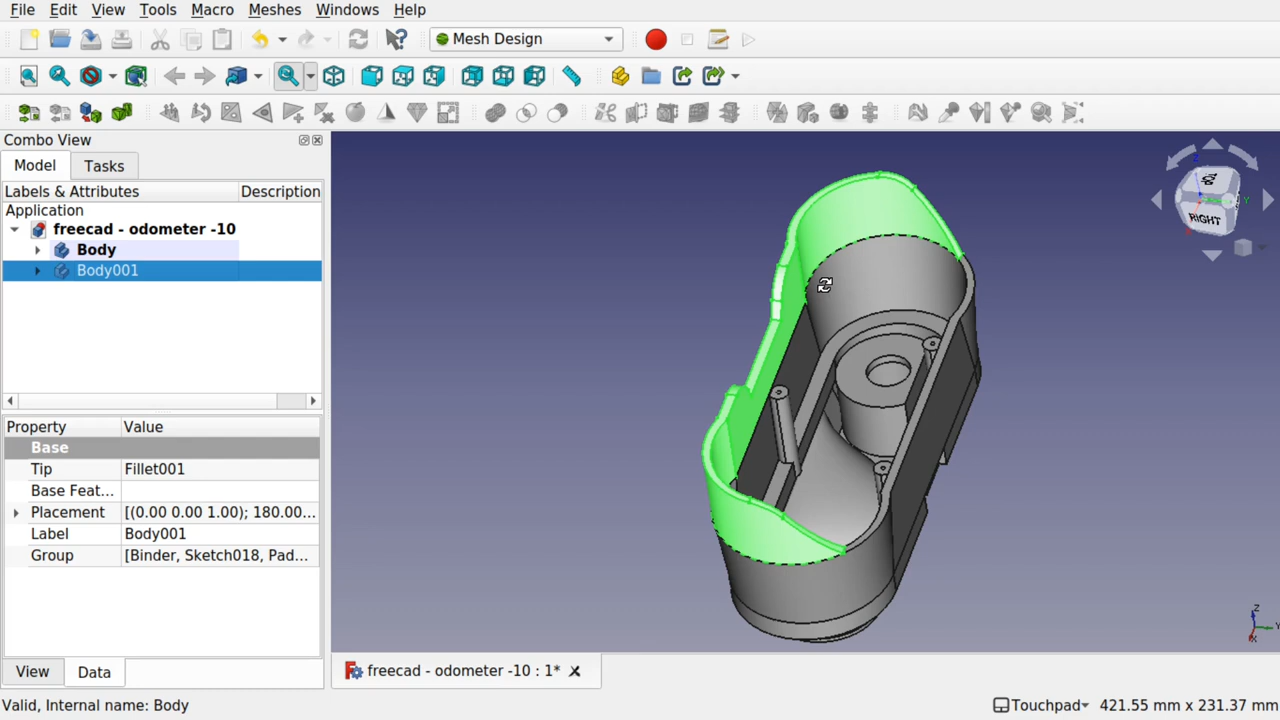 File Edit View Tools Macro Meshes Windows Help
Mesh Design
Combo View
Model Tasks
Labels & Attributes Description
Application
freecad - odometer -10
Body
Body001
Property Value
Base
Tip Fillet001
Base Feat...
Placement [(0.00 0.00 1.00); 180.00...
Label Body001
Group [Binder, Sketch018, Pad...
RIGHT
Z
Y
X
Z
Y
X
View Data
freecad - odometer -10 : 1*
Valid, Internal name: Body
Touchpad 421.55 mm x 231.37 mm